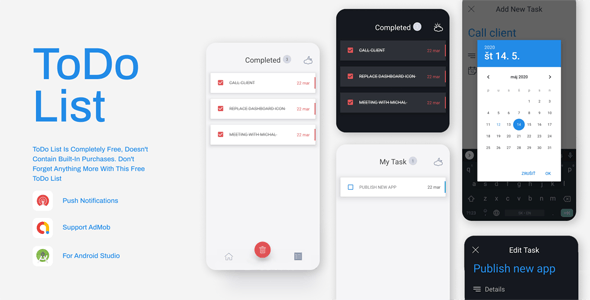 ToDo
List
ToDo List Is Completely Free, Doesn't
Contain Built-In Purchases. Don't
Forget Anything More With This Free
ToDo List
Push Notifications
Support AdMob
For Android Studio
Completed
CALL CLIENT
22 mar
REPLACE DASHBOARD ICON
22 mar
MEETING WITH MICHAL
22 mar
Completed
CALL CLIENT
22 mar
REPLACE DASHBOARD ICON
22 mar
MEETING WITH MICHAL
22 mar
My Task
PUBLISH NEW APP
22 mar
Add New Task
Call client
2020
št 14. 5.
máj 2020
1 2 3
4 5 6 7 8 9 10
11 12 13 14 15 16 17
18 19 20 21 22 23 24
25 26 27 28 29 30 31
ZRUŠIŤ OK
a s d f g h j k l
z x c v b n m
Edit Task
Publish new app
Details